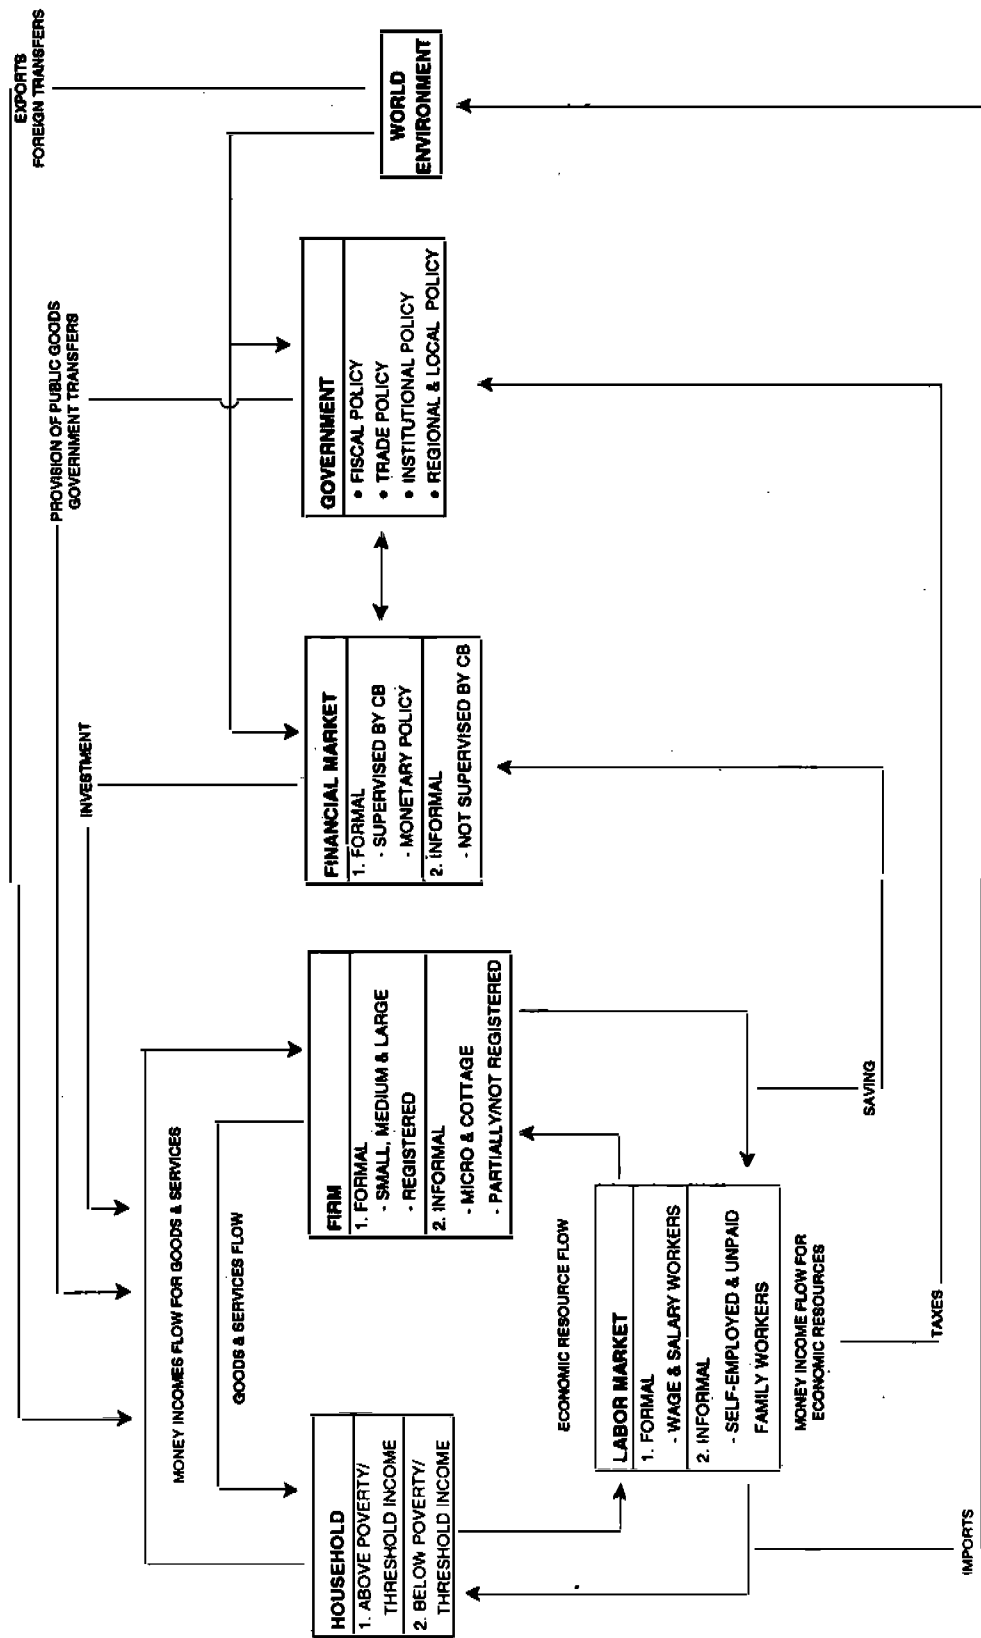 EXPORTS
FOREIGN TRANSFERS
PROVISION OF PUBLIC GOODS
GOVERNMENT TRANSFERS
INVESTMENT
MONEY INCOMES FLOW FOR GOODS & SERVICES
GOODS & SERVICES FLOW
HOUSEHOLD
1. ABOVE POVERTY/
THRESHOLD INCOME
2. BELOW POVERTY/
THRESHOLD INCOME
FIRM
1. FORMAL
- SMALL, MEDIUM & LARGE
- REGISTERED
2. INFORMAL
- MICRO & COTTAGE
- PARTIALLY/NOT REGISTERED
FINANCIAL MARKET
1. FORMAL
- SUPERVISED BY CB
- MONETARY POLICY
2. INFORMAL
- NOT SUPERVISED BY CB
GOVERNMENT
• FISCAL POLICY
• TRADE POLICY
• INSTITUTIONAL POLICY
• REGIONAL & LOCAL POLICY
WORLD
ENVIRONMENT
ECONOMIC RESOURCE FLOW
LABOR MARKET
1. FORMAL
- WAGE & SALARY WORKERS
2. INFORMAL
- SELF-EMPLOYED & UNPAID
FAMILY WORKERS
MONEY INCOME FLOW FOR
ECONOMIC RESOURCES
SAVING
TAXES
IMPORTS